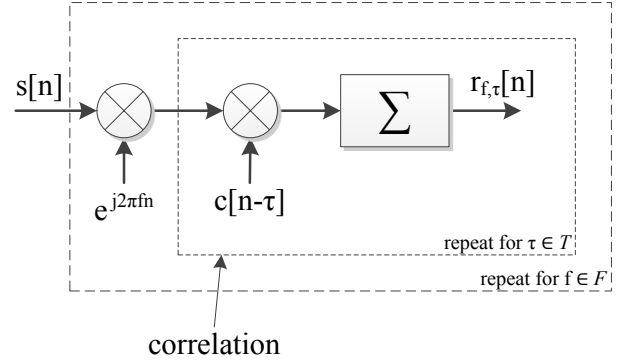 s[n]
e^{j2πfn}
c[n-τ]
∑
r_{f,τ}[n]
repeat for τ ∈ T
repeat for f ∈ F
correlation